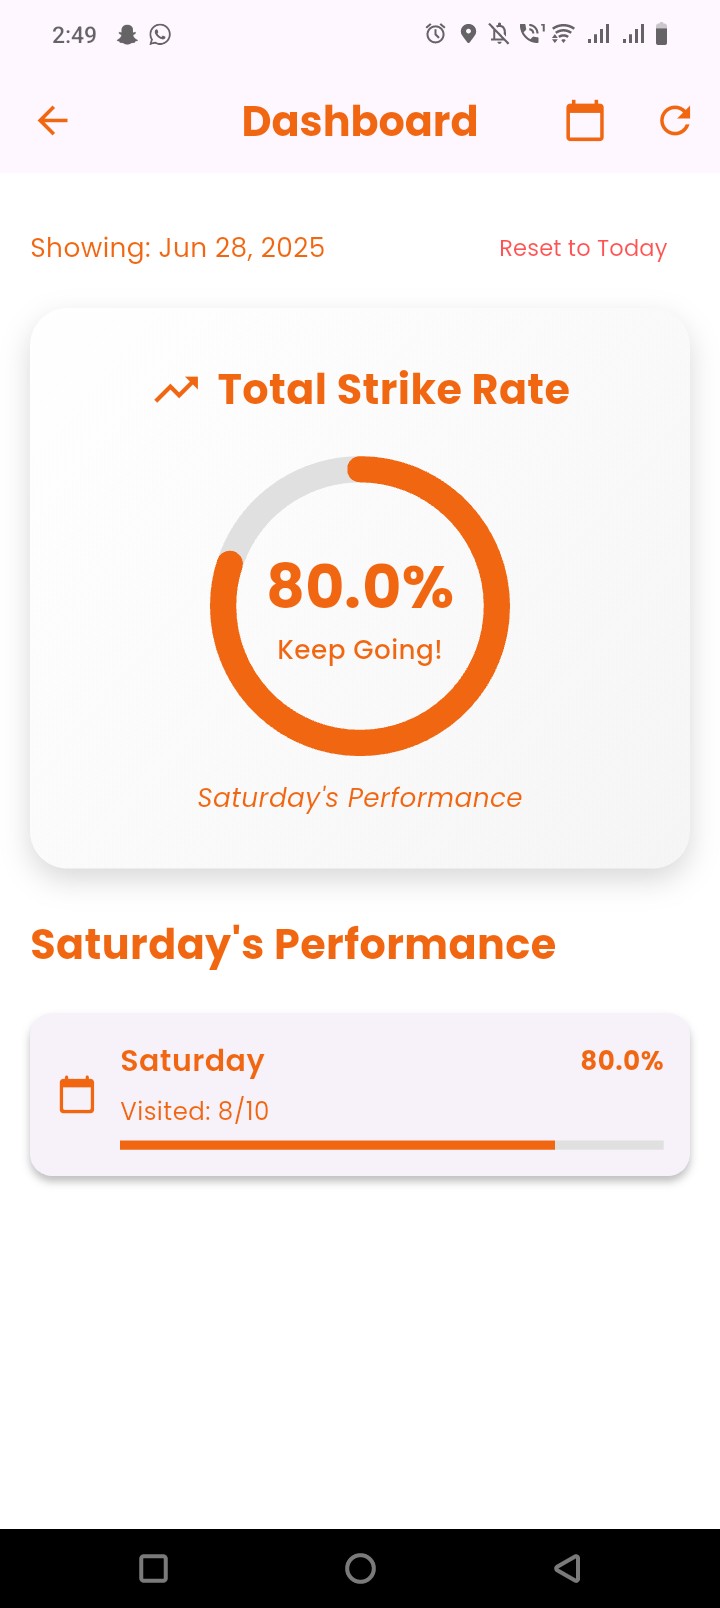 2:49
Dashboard
Showing: Jun 28, 2025
Reset to Today
Total Strike Rate
80.0%
Keep Going!
Saturday's Performance
Saturday's Performance
Saturday
80.0%
Visited: 8/10